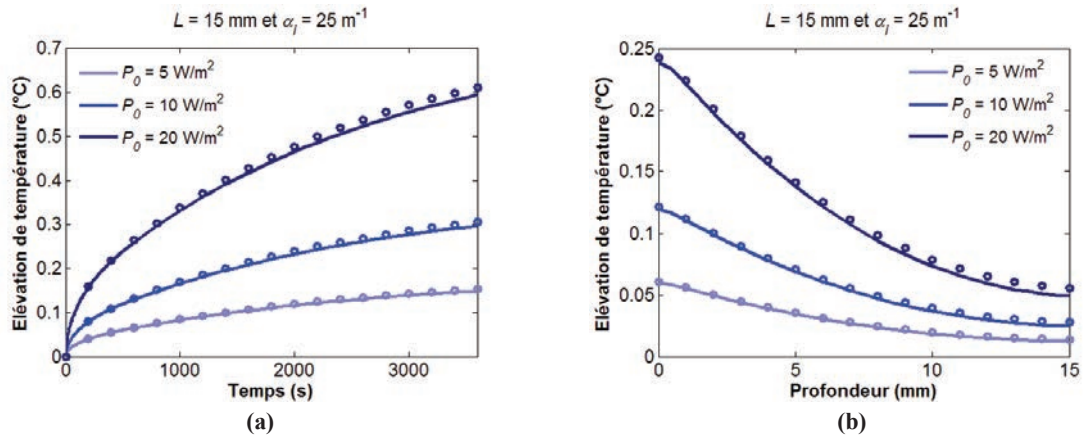 L = 15 mm et α_l = 25 m⁻¹
0.7
0.6
0.5
0.4
0.3
0.2
0.1
0
Elévation de température (°C)
P₀ = 5 W/m²
P₀ = 10 W/m²
P₀ = 20 W/m²
0 1000 2000 3000
Temps (s)
(a)
L = 15 mm et α_l = 25 m⁻¹
0.25
0.2
0.15
0.1
0.05
0
Elévation de température (°C)
P₀ = 5 W/m²
P₀ = 10 W/m²
P₀ = 20 W/m²
0 5 10 15
Profondeur (mm)
(b)